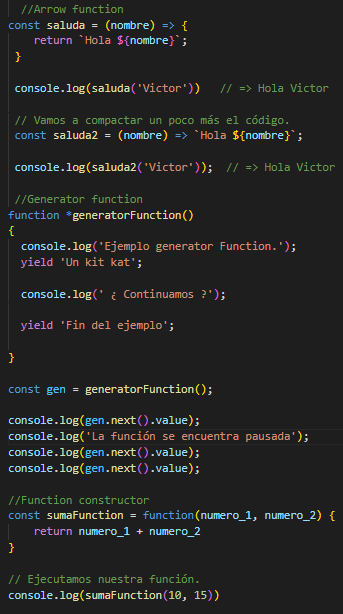 //Arrow function
const saluda = (nombre) => {
return `Hola ${nombre}`;
}
console.log(saluda('Victor')) // => Hola Victor
// Vamos a compactar un poco más el código.
const saluda2 = (nombre) => `Hola ${nombre}`;
console.log(saluda2('Victor')); // => Hola Victor
//Generator function
function *generatorFunction()
{
console.log('Ejemplo generator Function.');
yield 'Un kit kat';
console.log(' ¿ Continuamos ?');
yield 'Fin del ejemplo';
}
const gen = generatorFunction();
console.log(gen.next().value);
console.log('La función se encuentra pausada');
console.log(gen.next().value);
console.log(gen.next().value);
//Function constructor
const sumaFunction = function(numero_1, numero_2) {
return numero_1 + numero_2
}
// Ejecutamos nuestra función.
console.log(sumaFunction(10, 15))